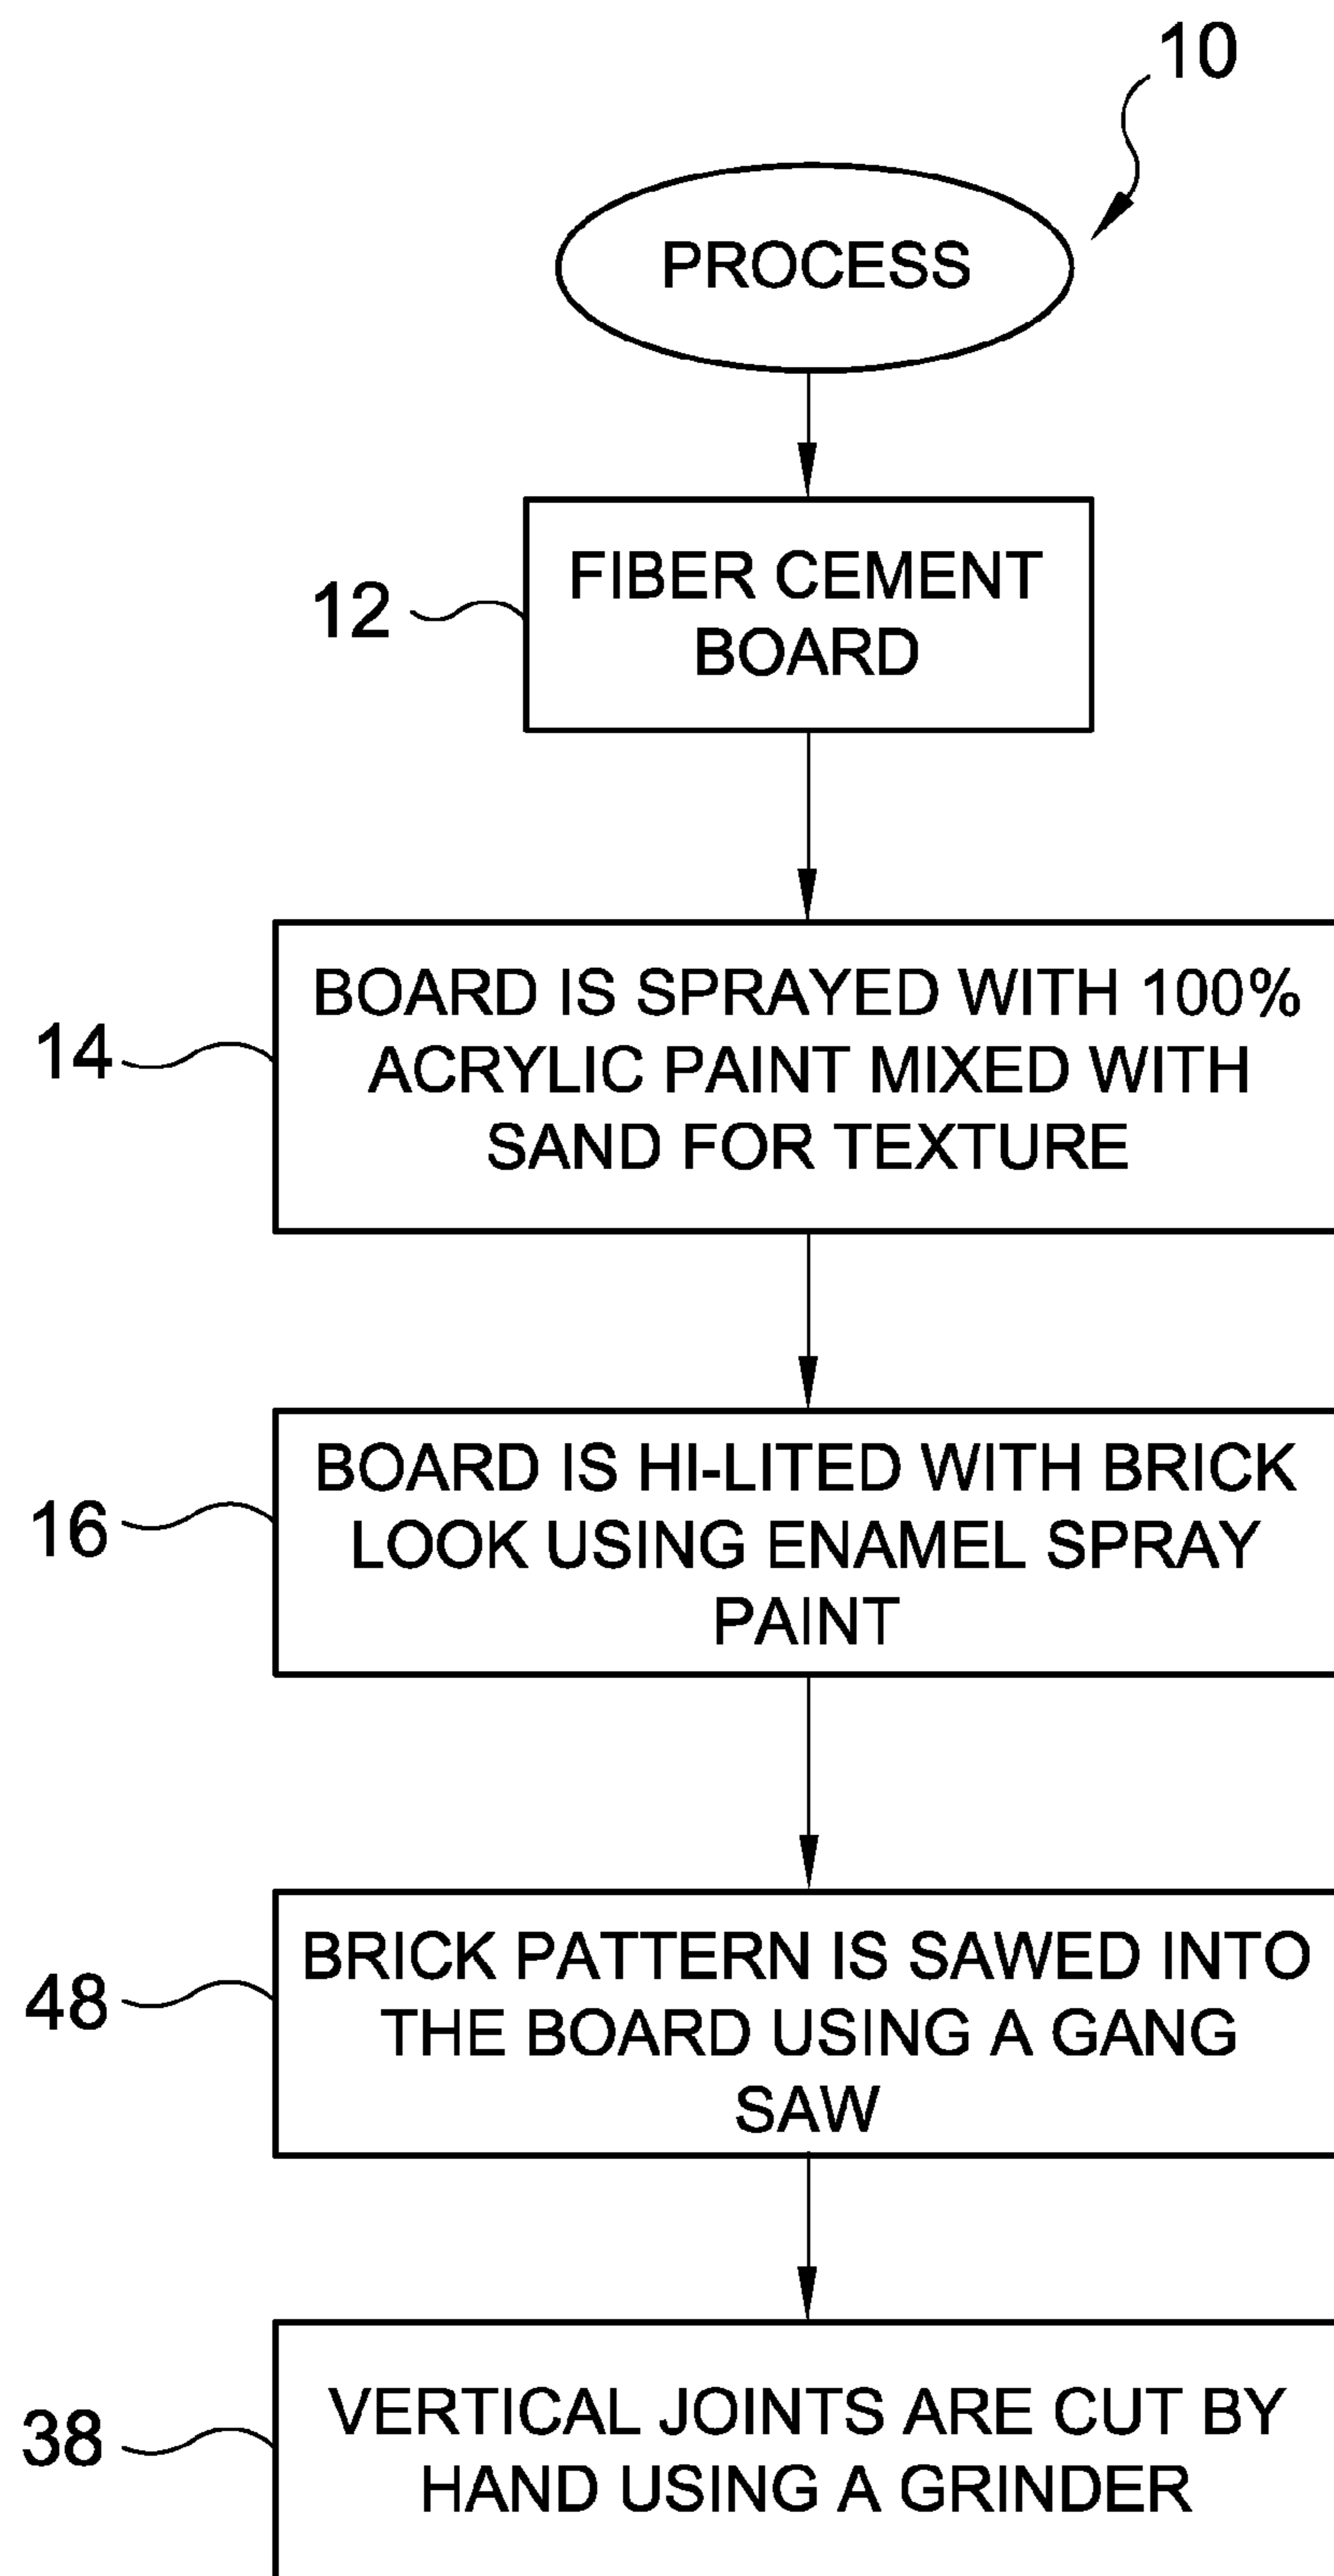 10
PROCESS
FIBER CEMENT
BOARD
12
BOARD IS SPRAYED WITH 100%
ACRYLIC PAINT MIXED WITH
SAND FOR TEXTURE
14
BOARD IS HI-LITED WITH BRICK
LOOK USING ENAMEL SPRAY
PAINT
16
BRICK PATTERN IS SAWED INTO
THE BOARD USING A GANG
SAW
48
VERTICAL JOINTS ARE CUT BY
HAND USING A GRINDER
38